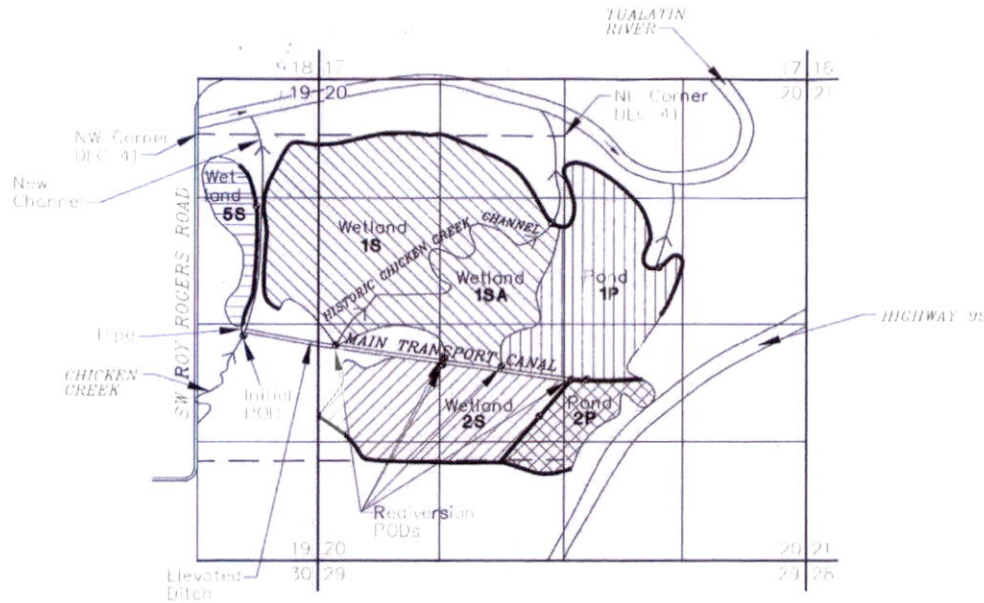 TUALATIN
RIVER
18 17
19 20
17 16
20 21
NW Corner
DEC 41
NE Corner
DEC 41
New
Channel
Wet-
land
5S
SW ROY ROGERS ROAD
Wetland
1S
HISTORIC CHICKEN CREEK CHANNEL
Wetland
1SA
Pond
1P
Pipe
MAIN TRANSPORT CANAL
HIGHWAY 99
CHICKEN
CREEK
Initial
POD
Wetland
2S
Pond
2P
Rediversion
PODs
Elevated
Ditch
19 20
30 29
20 21
29 28